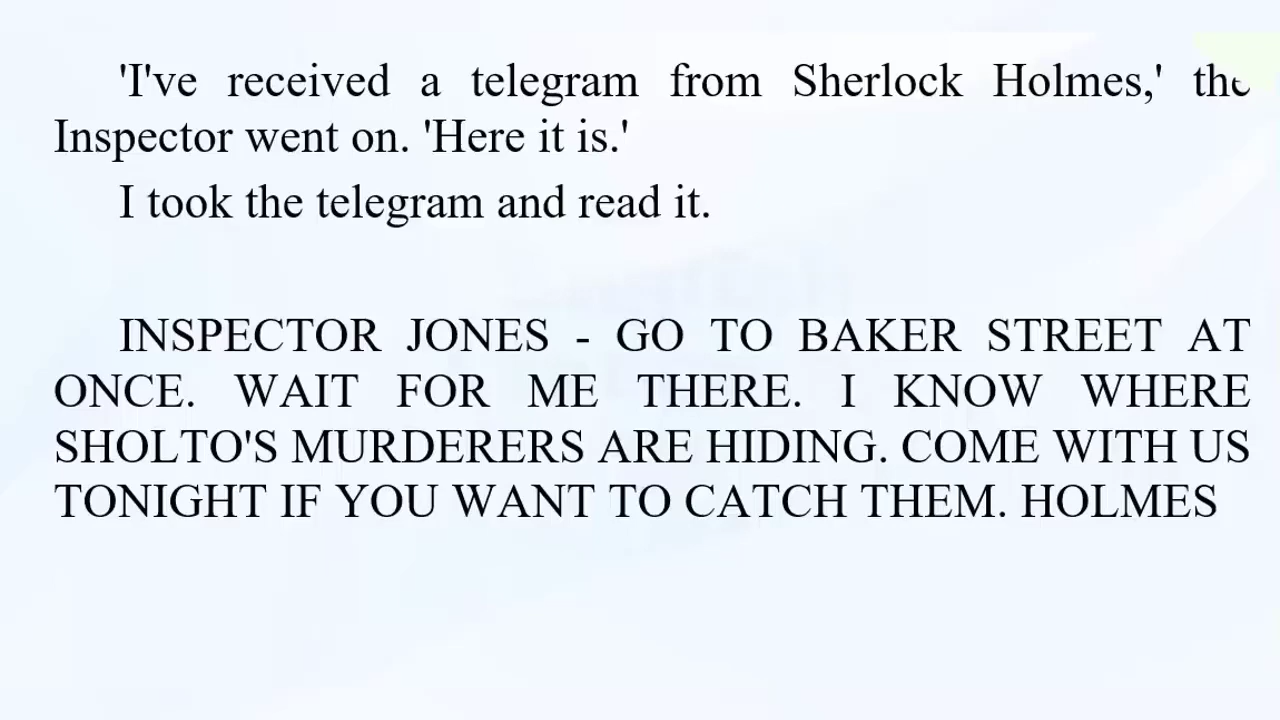 'I've received a telegram from Sherlock Holmes,' the
Inspector went on. 'Here it is.'
I took the telegram and read it.
INSPECTOR JONES - GO TO BAKER STREET AT
ONCE. WAIT FOR ME THERE. I KNOW WHERE
SHOLTO'S MURDERERS ARE HIDING. COME WITH US
TONIGHT IF YOU WANT TO CATCH THEM. HOLMES